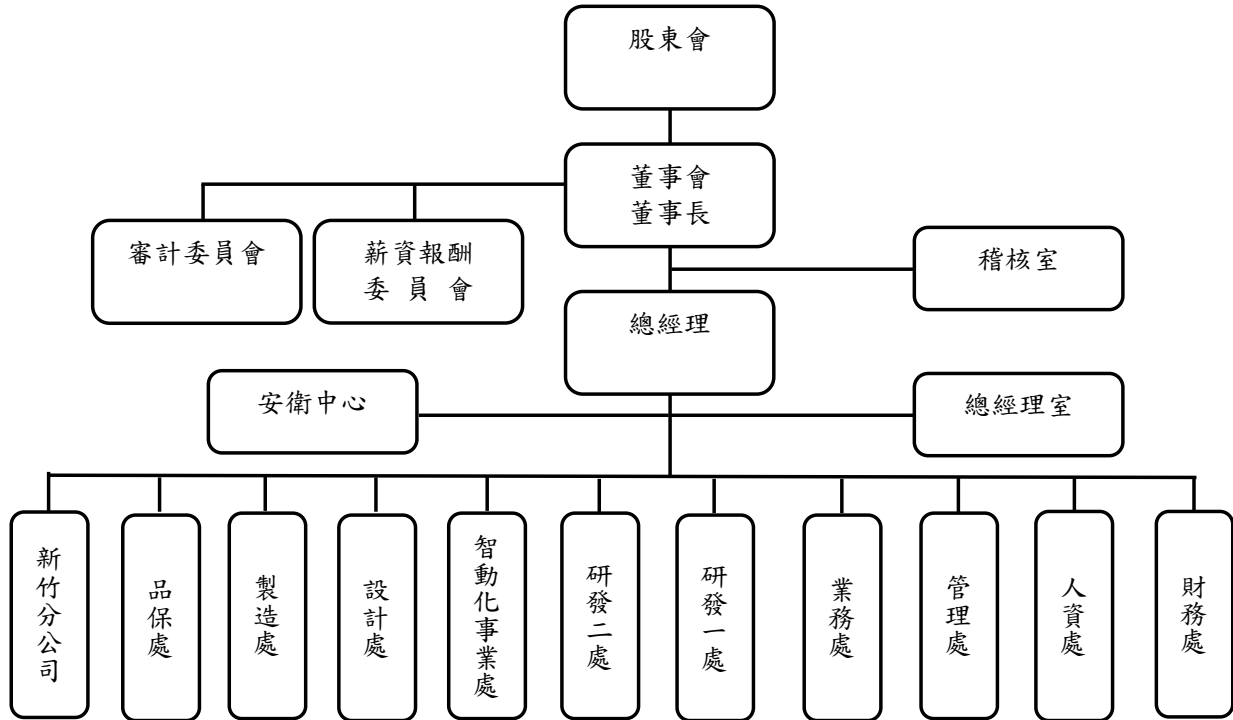 股東會
董事會
董事長
審計委員會
薪資報酬
委 員 會
稽核室
總經理
安衛中心
總經理室
新竹分公司
品保處
製造處
設計處
智動化事業處
研發二處
研發一處
業務處
管理處
人資處
財務處